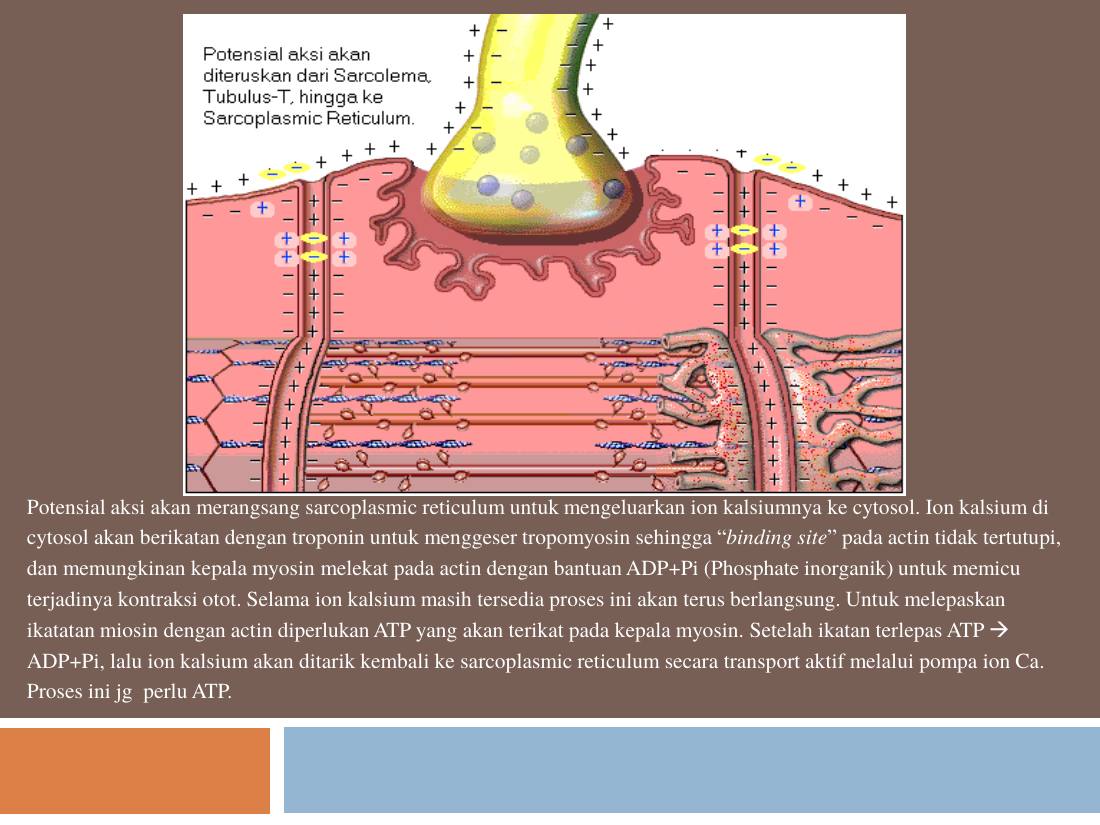 Potensial aksi akan
diteruskan dari Sarcolema,
Tubulus-T, hingga ke
Sarcoplasmic Reticulum.
Potensial aksi akan merangsang sarcoplasmic reticulum untuk mengeluarkan ion kalsiumnya ke cytosol. Ion kalsium di
cytosol akan berikatan dengan troponin untuk menggeser tropomyosin sehingga “binding site” pada actin tidak tertutupi,
dan memungkinan kepala myosin melekat pada actin dengan bantuan ADP+Pi (Phosphate inorganik) untuk memicu
terjadinya kontraksi otot. Selama ion kalsium masih tersedia proses ini akan terus berlangsung. Untuk melepaskan
ikatatan miosin dengan actin diperlukan ATP yang akan terikat pada kepala myosin. Setelah ikatan terlepas ATP →
ADP+Pi, lalu ion kalsium akan ditarik kembali ke sarcoplasmic reticulum secara transport aktif melalui pompa ion Ca.
Proses ini jg  perlu ATP.